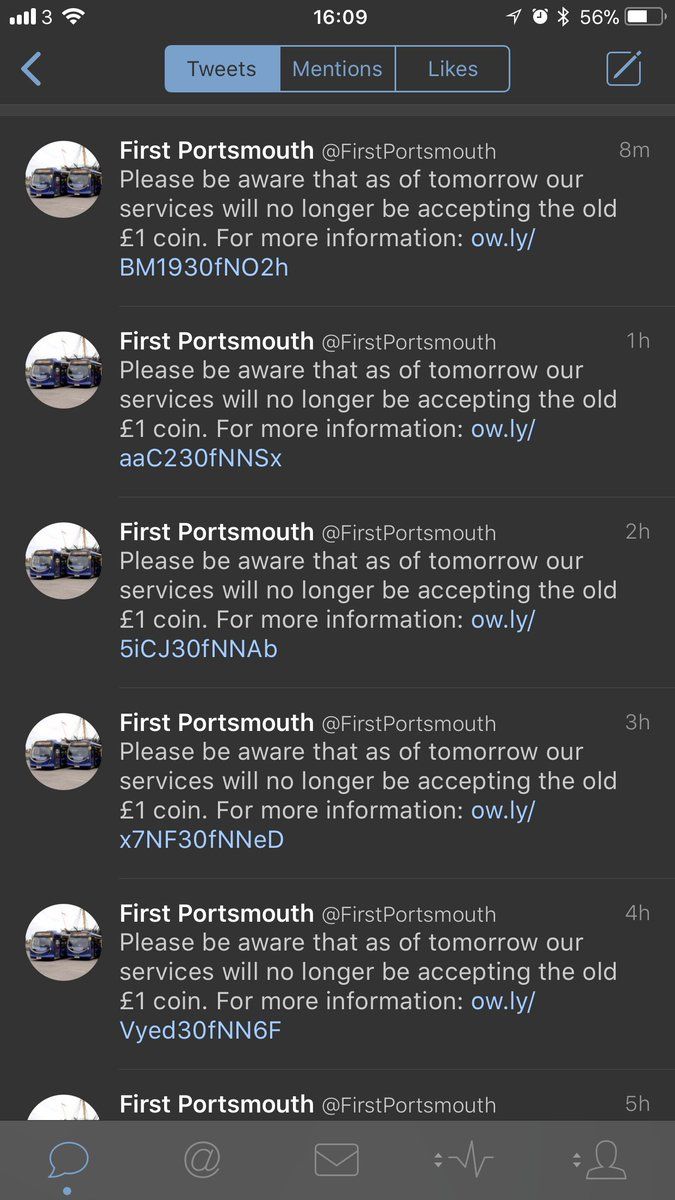 3 16:09 56%
Tweets Mentions Likes
First Portsmouth @FirstPortsmouth 8m
Please be aware that as of tomorrow our
services will no longer be accepting the old
£1 coin. For more information: ow.ly/
BM1930fNO2h
First Portsmouth @FirstPortsmouth 1h
Please be aware that as of tomorrow our
services will no longer be accepting the old
£1 coin. For more information: ow.ly/
aaC230fNNSx
First Portsmouth @FirstPortsmouth 2h
Please be aware that as of tomorrow our
services will no longer be accepting the old
£1 coin. For more information: ow.ly/
5iCJ30fNNAb
First Portsmouth @FirstPortsmouth 3h
Please be aware that as of tomorrow our
services will no longer be accepting the old
£1 coin. For more information: ow.ly/
x7NF30fNNeD
First Portsmouth @FirstPortsmouth 4h
Please be aware that as of tomorrow our
services will no longer be accepting the old
£1 coin. For more information: ow.ly/
Vyed30fNN6F
First Portsmouth @FirstPortsmouth 5h
@